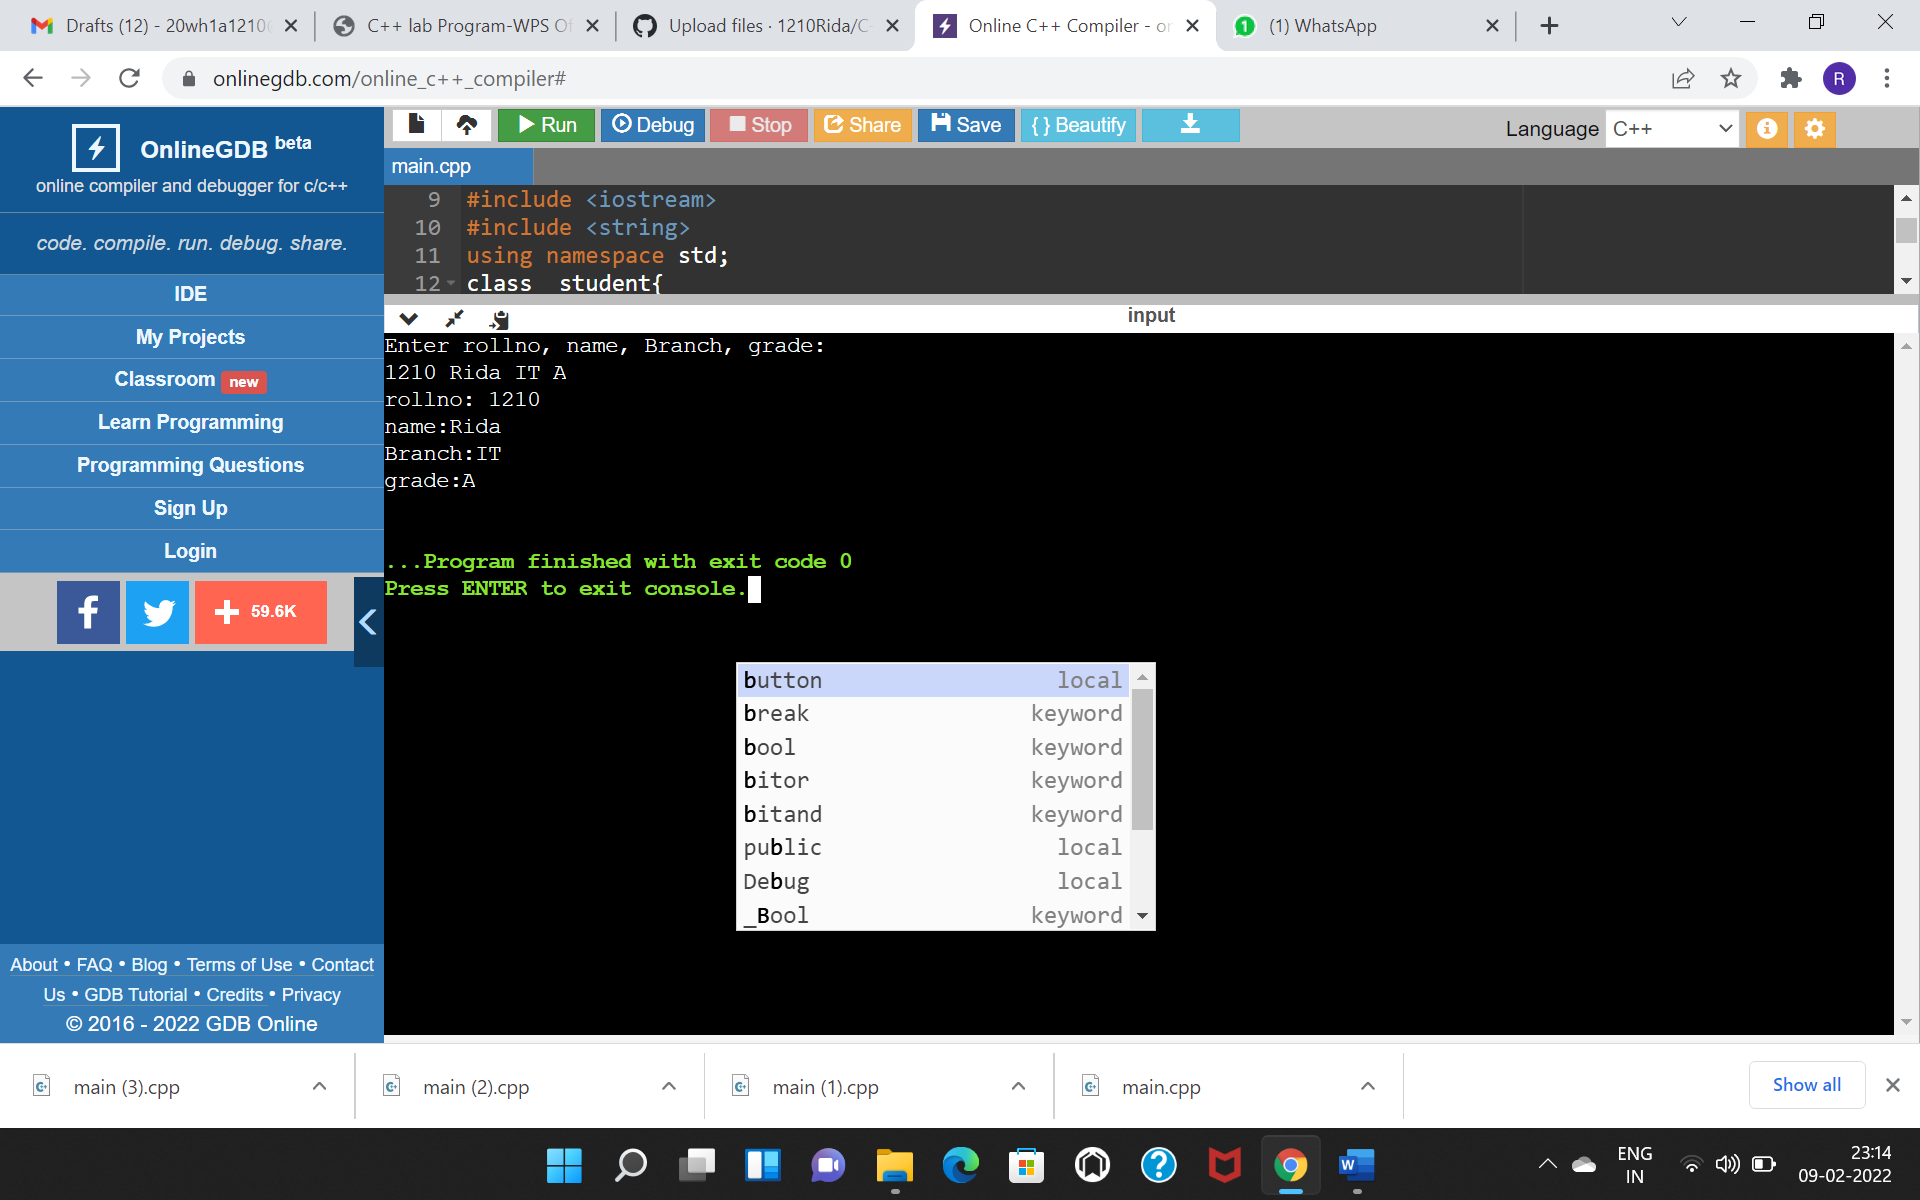 Drafts (12) - 20wh1a1210
C++ lab Program-WPS Of
Upload files · 1210Rida/C
Online C++ Compiler - on
(1) WhatsApp
onlinegdb.com/online_c++_compiler#
R
OnlineGDB beta
online compiler and debugger for c/c++
code. compile. run. debug. share.
IDE
My Projects
Classroom new
Learn Programming
Programming Questions
Sign Up
Login
59.6K
About • FAQ • Blog • Terms of Use • Contact
Us • GDB Tutorial • Credits • Privacy
© 2016 - 2022 GDB Online
Run Debug Stop Share Save {} Beautify
Language C++
main.cpp
9 #include <iostream>
10 #include <string>
11 using namespace std;
12 class  student{
input
Enter rollno, name, Branch, grade:
1210 Rida IT A
rollno: 1210
name:Rida
Branch:IT
grade:A
...Program finished with exit code 0
Press ENTER to exit console.
button local
break keyword
bool keyword
bitor keyword
bitand keyword
public local
Debug local
_Bool keyword
main (3).cpp
main (2).cpp
main (1).cpp
main.cpp
Show all
W
ENG
IN
23:14
09-02-2022